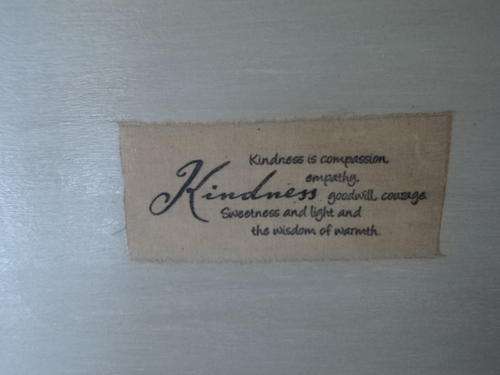 Kindness is compassion,
empathy,
Kindness goodwill, courage.
Sweetness and light and
the wisdom of warmth.